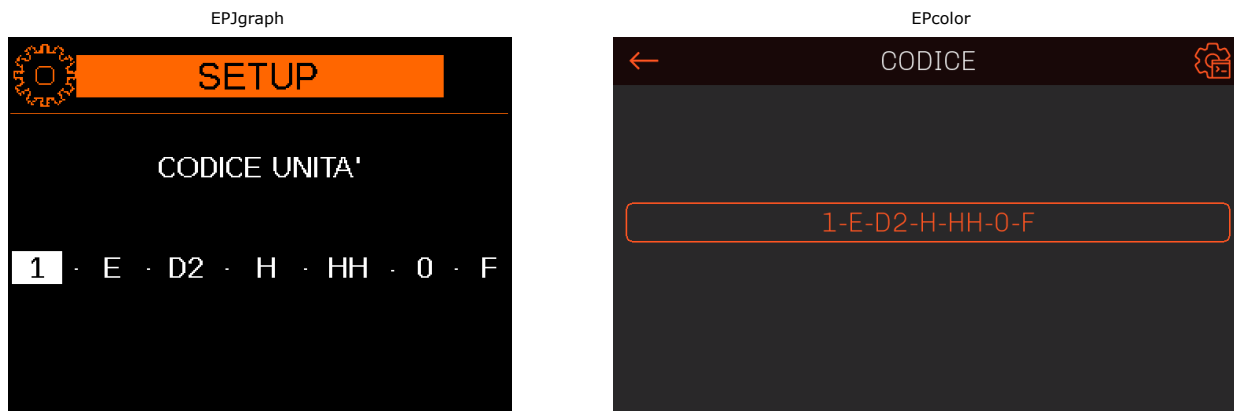 EPJgraph
SETUP
CODICE UNITA'
1 · E · D2 · H · HH · 0 · F
EPcolor
CODICE
1-E-D2-H-HH-0-F